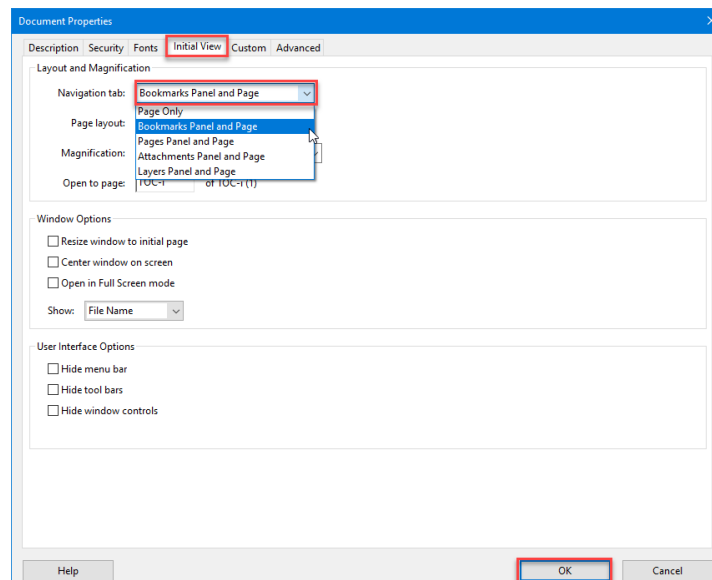 Document Properties
Description Security Fonts Initial View Custom Advanced
Layout and Magnification
Navigation tab: Bookmarks Panel and Page
Page Only
Page layout: Bookmarks Panel and Page
Pages Panel and Page
Magnification: Attachments Panel and Page
Layers Panel and Page
Open to page: TOC-i of TOC-i (1)
Window Options
Resize window to initial page
Center window on screen
Open in Full Screen mode
Show: File Name
User Interface Options
Hide menu bar
Hide tool bars
Hide window controls
Help OK Cancel